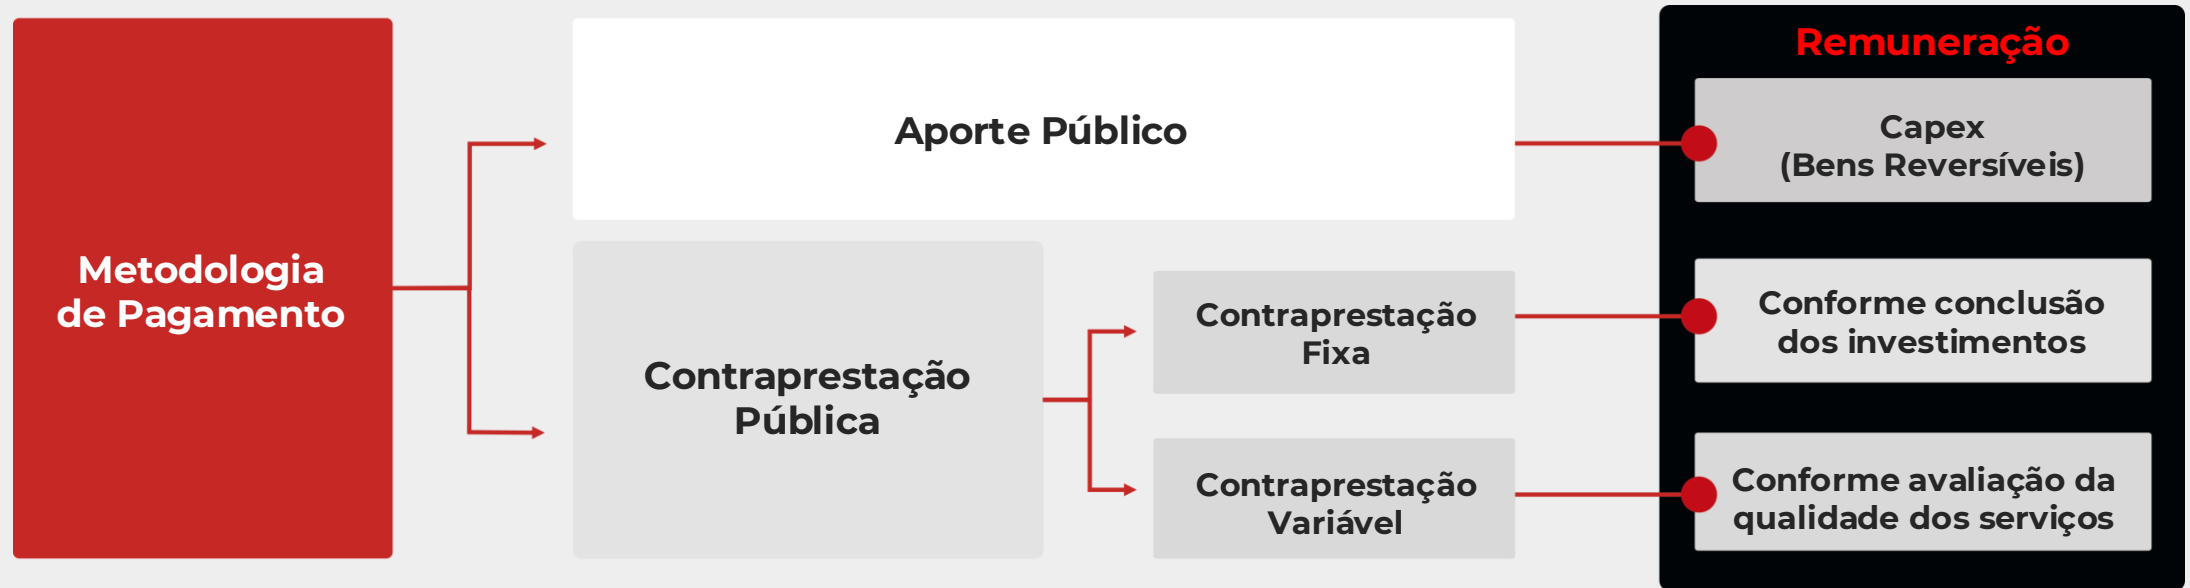 Metodologia
de Pagamento
Aporte Público
Contraprestação
Pública
Contraprestação
Fixa
Contraprestação
Variável
Remuneração
Capex
(Bens Reversíveis)
Conforme conclusão
dos investimentos
Conforme avaliação da
qualidade dos serviços